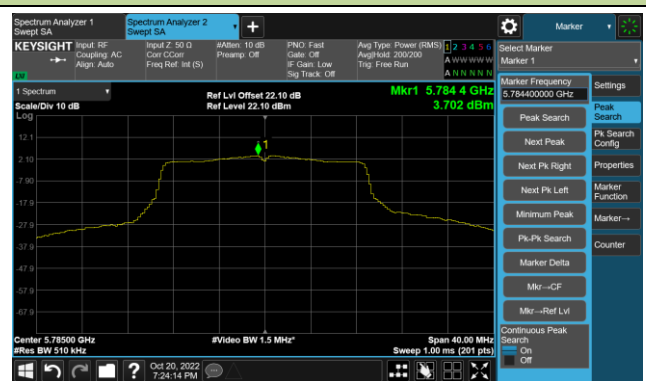 Spectrum Analyzer 1
Swept SA
Spectrum Analyzer 2
Swept SA
+
Marker
KEYSIGHT
Input: RF
Coupling: AC
Align: Auto
Input Z: 50 Ω
Corr CCorr
Freq Ref: Int (S)
#Atten: 10 dB
Preamp: Off
PNO: Fast
Gate: Off
IF Gain: Low
Sig Track: Off
Avg Type: Power (RMS)
Avg|Hold: 200/200
Trig: Free Run
1 2 3 4 5 6
A W W W W W
A N N N N N
LV
Select Marker
Marker 1
1 Spectrum
Scale/Div 10 dB
Log
Ref Lvl Offset 22.10 dB
Ref Level 22.10 dBm
Mkr1 5.784 4 GHz
3.702 dBm
12.1
2.10
-7.90
-17.9
-27.9
-37.9
-47.9
-57.9
-67.9
1
Center 5.78500 GHz
#Res BW 510 kHz
#Video BW 1.5 MHz*
Span 40.00 MHz
Sweep 1.00 ms (201 pts)
Marker Frequency
5.784400000 GHz
Peak Search
Next Peak
Next Pk Right
Next Pk Left
Minimum Peak
Pk-Pk Search
Marker Delta
Mkr→CF
Mkr→Ref Lvl
Continuous Peak
Search
On
Off
Settings
Peak
Search
Pk Search
Config
Properties
Marker
Function
Marker→
Counter
?
Oct 20, 2022
7:24:14 PM